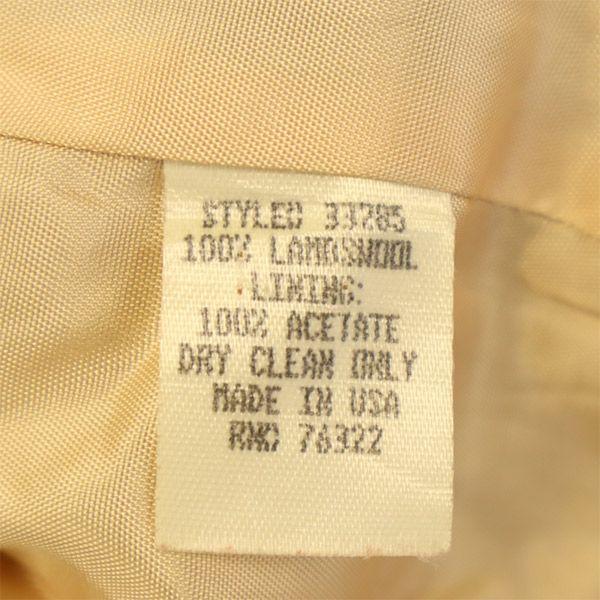 STYLE# 33285
100% LAMBSWOOL
LINING:
100% ACETATE
DRY CLEAN ONLY
MADE IN USA
RN# 76322